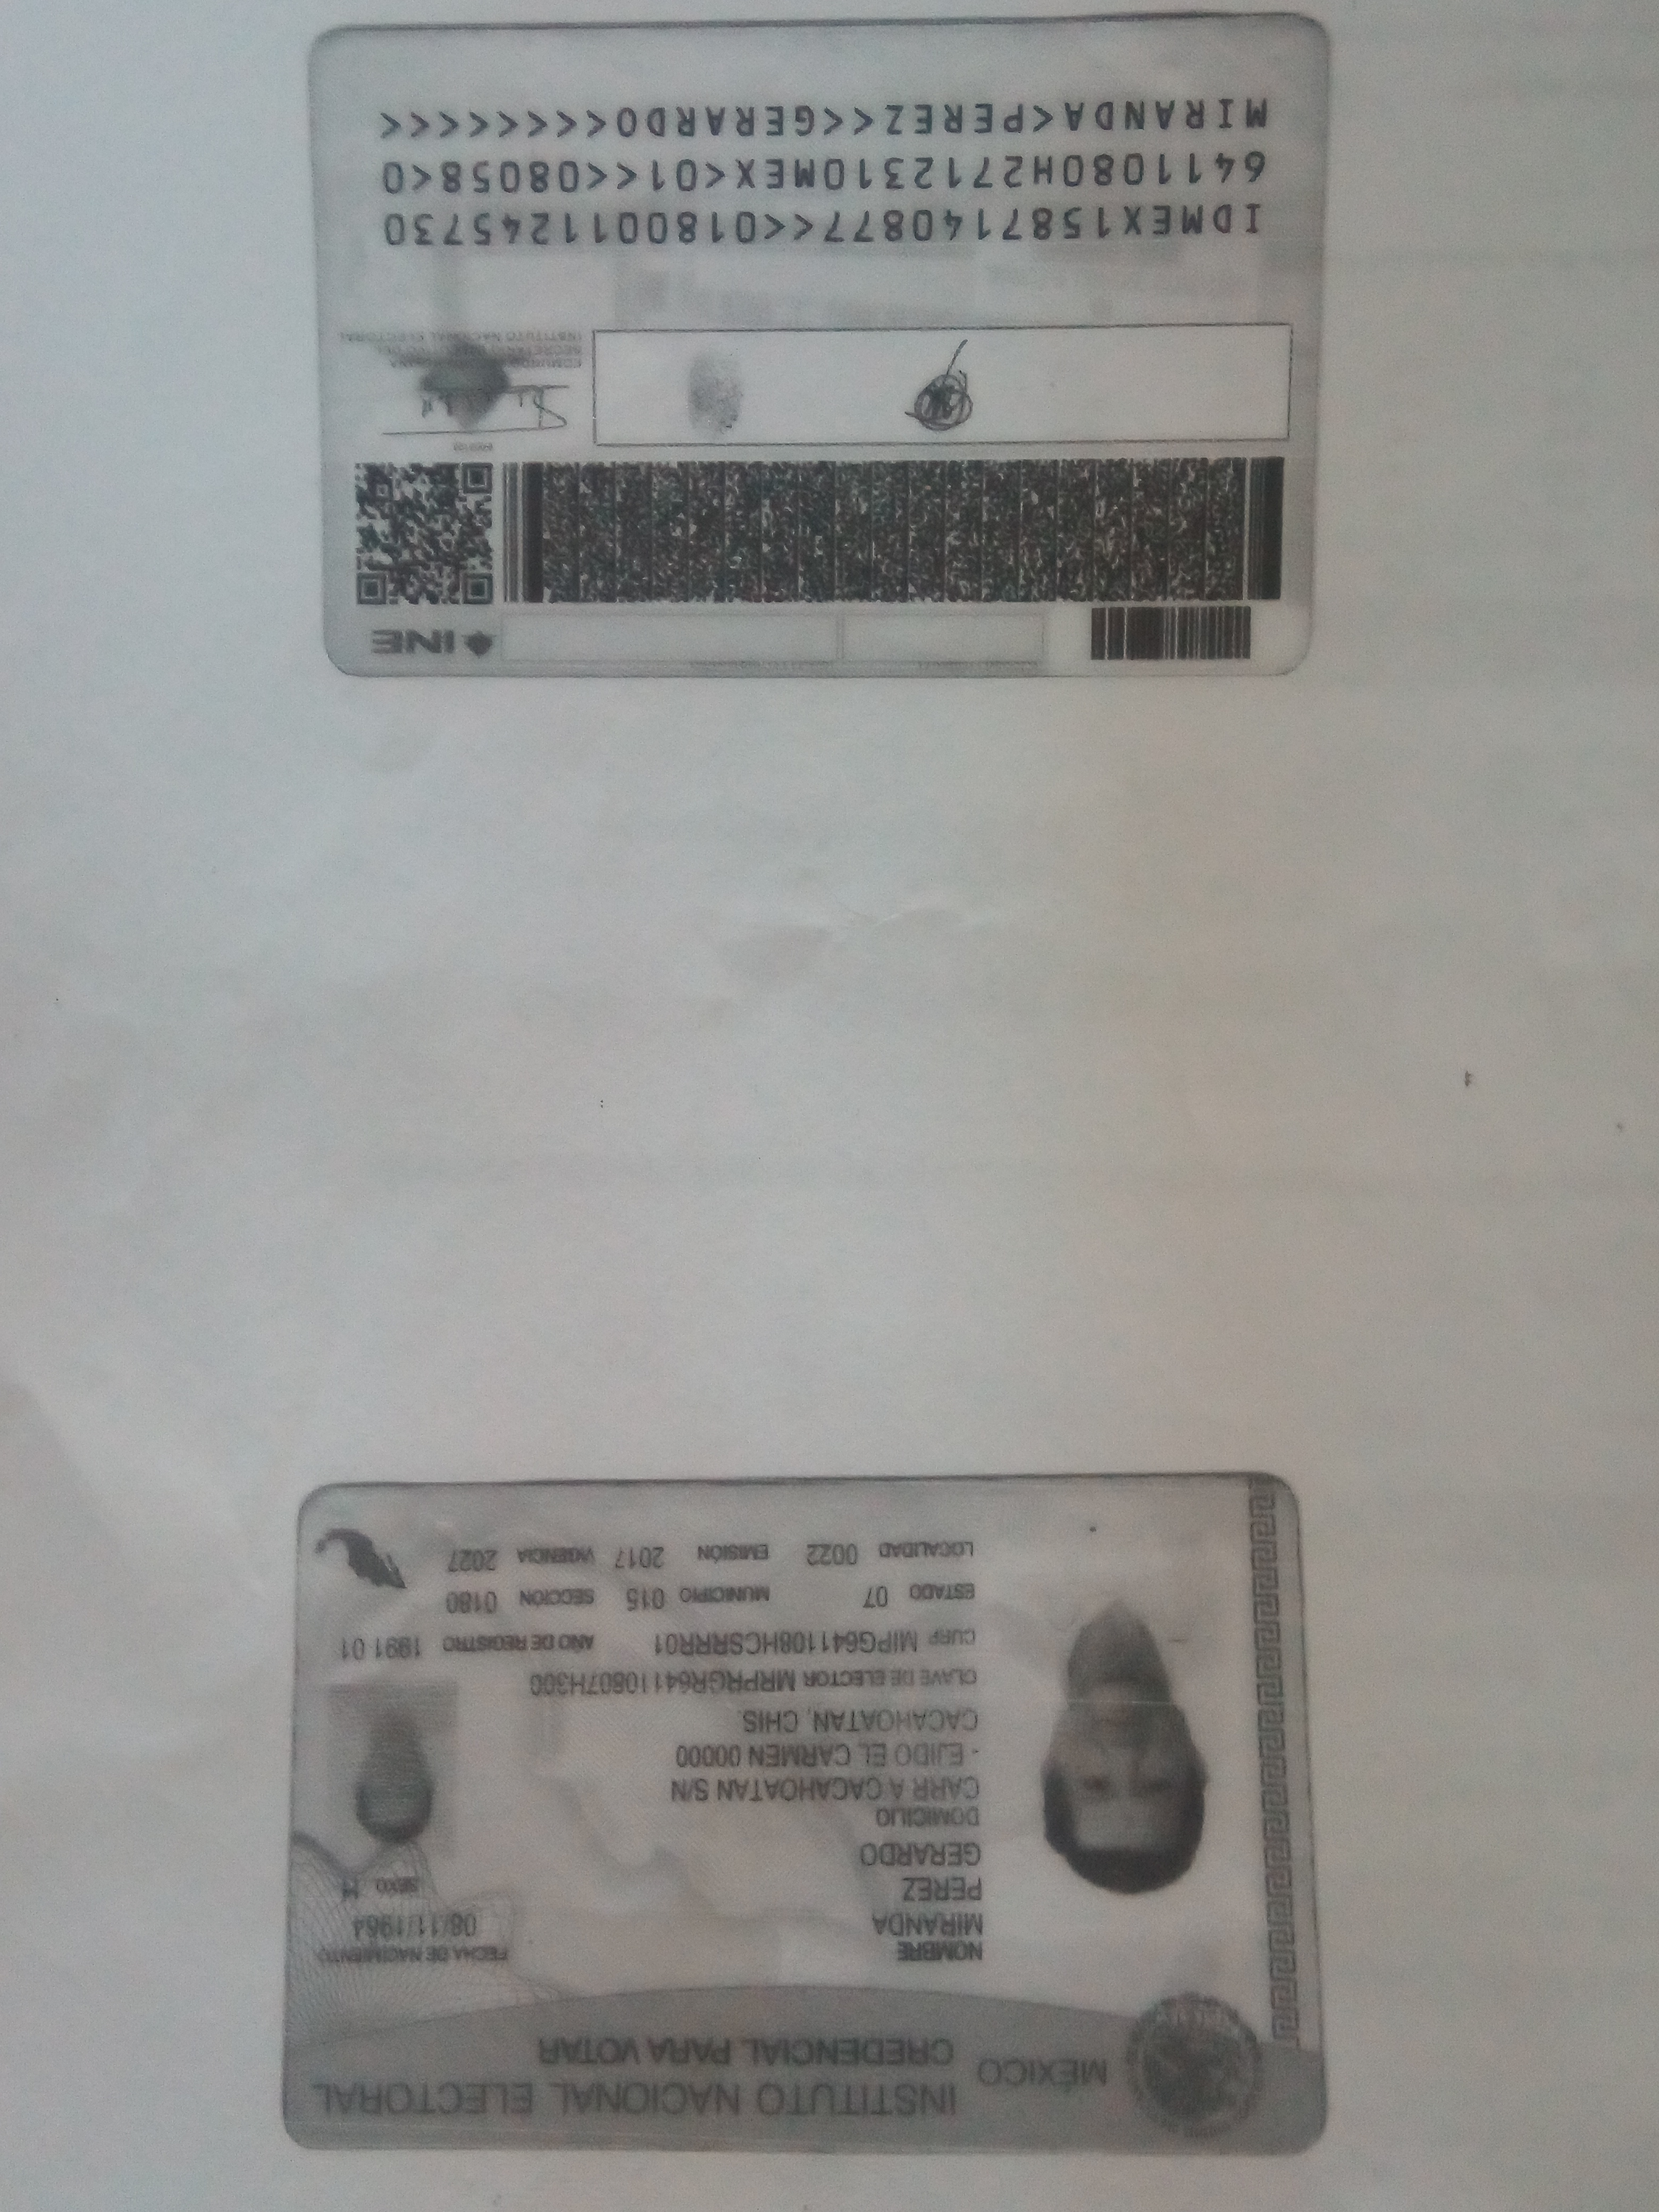 MÉXICO
INSTITUTO NACIONAL ELECTORAL
CREDENCIAL PARA VOTAR
NOMBRE
MIRANDA
PEREZ
GERARDO
FECHA DE NACIMIENTO
08/11/1964
SEXO H
DOMICILIO
CARR A CACAHOATAN S/N
- EJIDO EL CARMEN 00000
CACAHOATAN, CHIS.
CLAVE DE ELECTOR MRPRGR64110807H300
CURP MIPG641108HCSRRR01 AÑO DE REGISTRO 1991 01
ESTADO 07 MUNICIPIO 015 SECCIÓN 0180
LOCALIDAD 0022 EMISIÓN 2017 VIGENCIA 2027
INE
EDMUNDO
INSTITUTO NACIONAL ELECTORAL
IDMEX1587140877<<0180011245730
6411080H2712310MEX<01<<08058<0
MIRANDA<PEREZ<<GERARDO<<<<<<<<